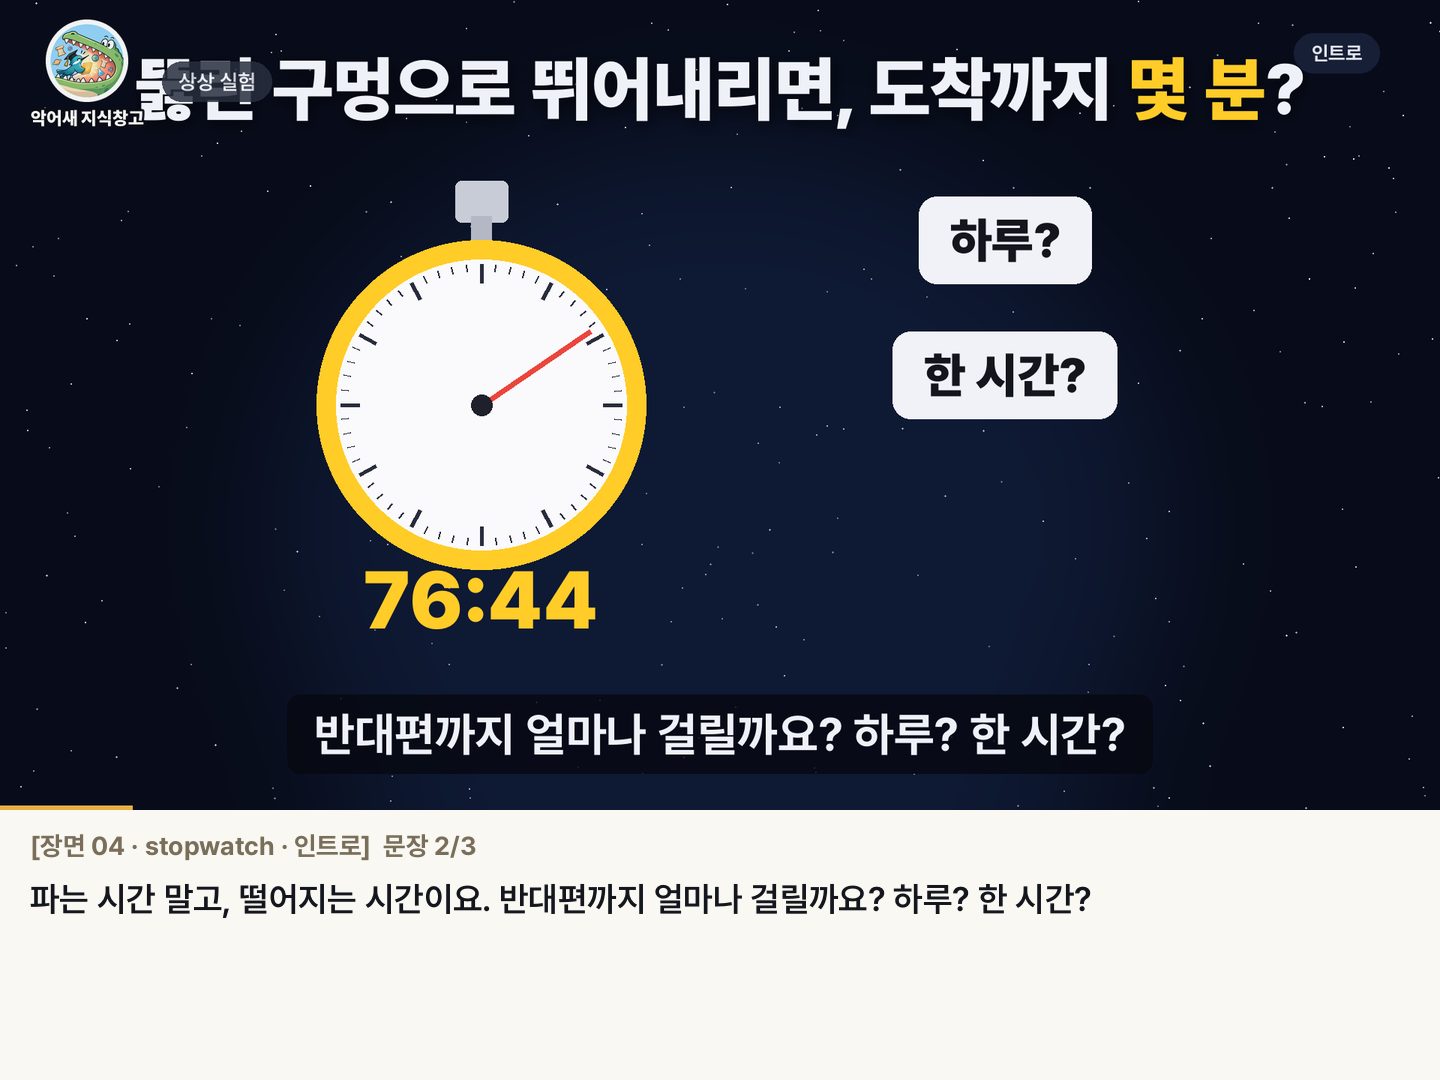 상상 실험
인트로
뚫린 구멍으로 뛰어내리면, 도착까지 몇 분?
악어새 지식창고
하루?
한 시간?
76:44
반대편까지 얼마나 걸릴까요? 하루? 한 시간?
[장면 04 · stopwatch · 인트로] 문장 2/3
파는 시간 말고, 떨어지는 시간이요. 반대편까지 얼마나 걸릴까요? 하루? 한 시간?